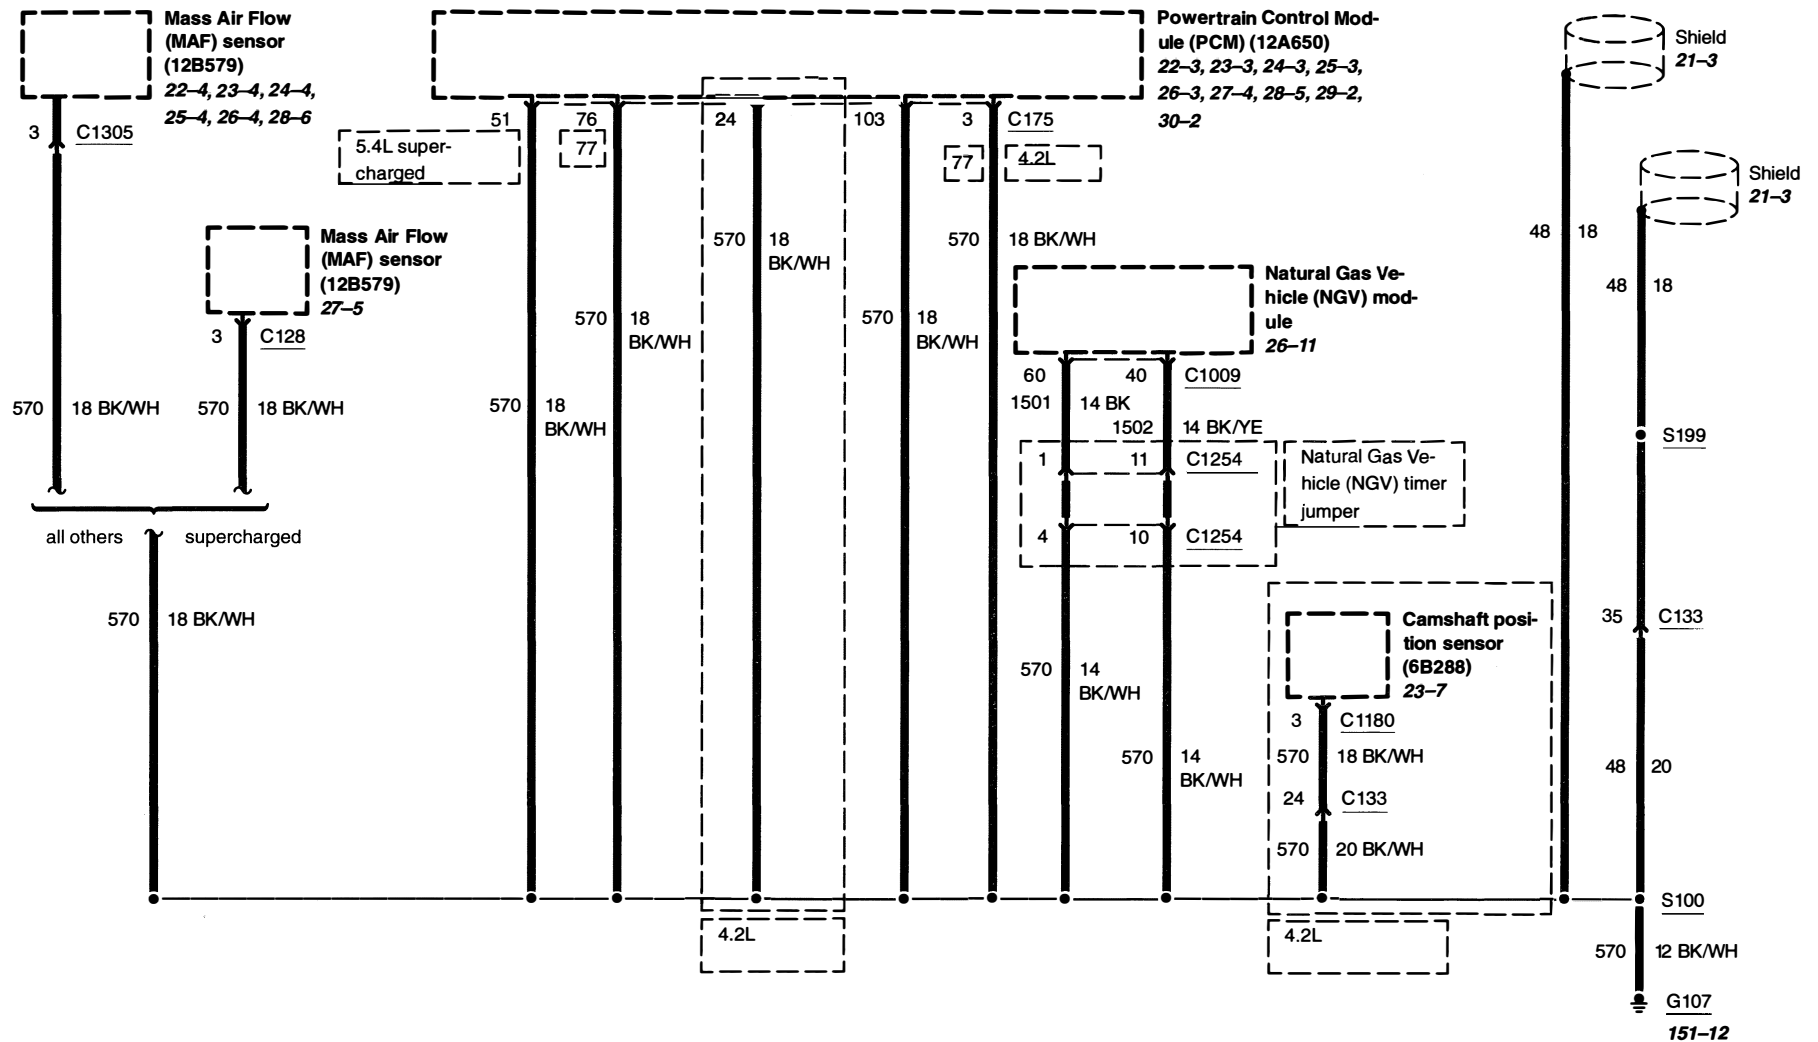 Mass Air Flow
(MAF) sensor
(12B579)
22–4, 23–4, 24–4,
25–4, 26–4, 28–6
3 C1305
Mass Air Flow
(MAF) sensor
(12B579)
27–5
3 C128
570 18 BK/WH
570 18 BK/WH
all others
supercharged
570 18 BK/WH
Powertrain Control Mod-
ule (PCM) (12A650)
22–3, 23–3, 24–3, 25–3,
26–3, 27–4, 28–5, 29–2,
30–2
51 76 24 103 3 C175
5.4L super-
charged
77
77
4.2L
570 18
BK/WH
570 18 BK/WH
570 18
BK/WH
570 18
BK/WH
570 18
BK/WH
Natural Gas Ve-
hicle (NGV) mod-
ule
26–11
60 40 C1009
1501 14 BK
1502 14 BK/YE
1 11 C1254
Natural Gas Ve-
hicle (NGV) timer
jumper
4 10 C1254
570 14
BK/WH
570 14
BK/WH
Camshaft posi-
tion sensor
(6B288)
23–7
3 C1180
570 18 BK/WH
24 C133
570 20 BK/WH
4.2L
4.2L
Shield
21–3
Shield
21–3
48 18
48 18
S199
35 C133
48 20
S100
570 12 BK/WH
G107
151–12